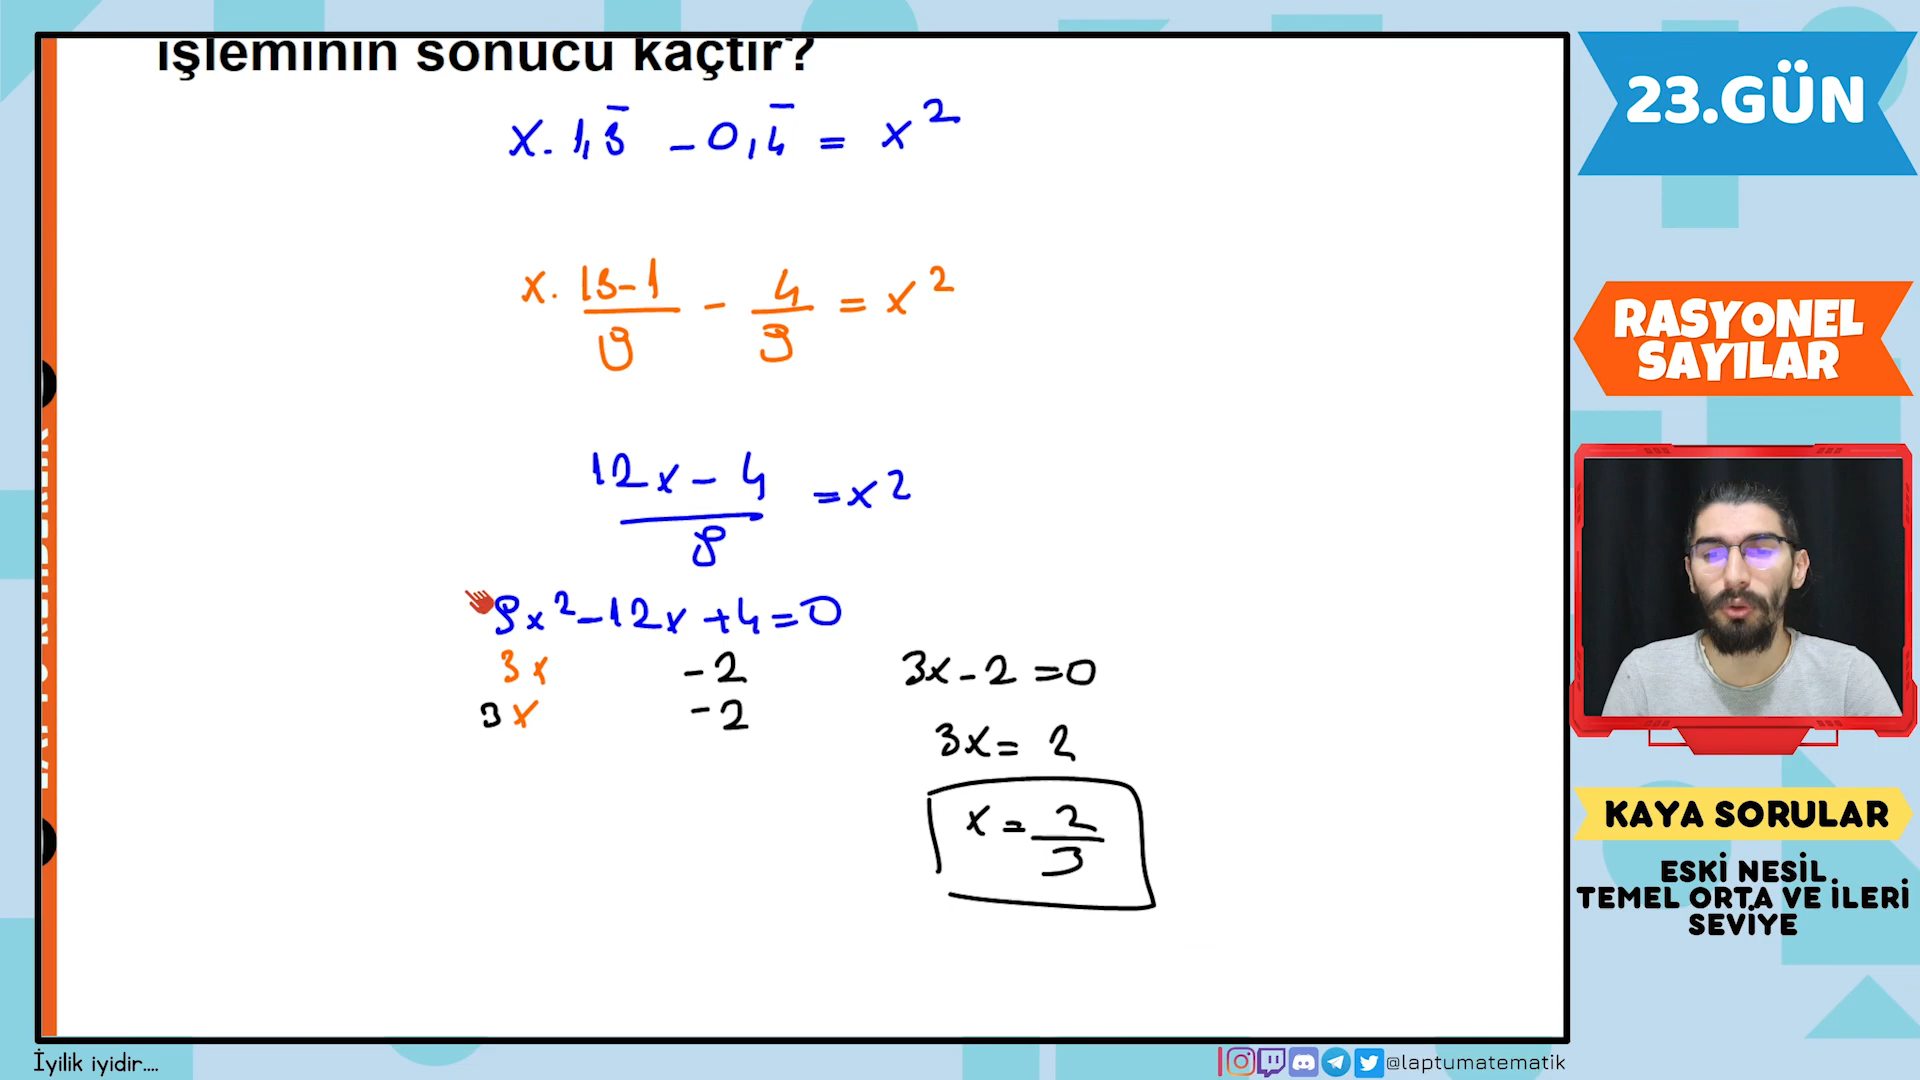 işleminin sonucu kaçtır?
x. 1,3̅ - 0,4̅ = x²
x. 13-1/9 - 4/9 = x²
12x - 4/9 = x²
9x² - 12x + 4 = 0
3x -2
3x -2
3x - 2 = 0
3x = 2
x = 2/3
23.GÜN
RASYONEL
SAYILAR
KAYA SORULAR
ESKİ NESİL
TEMEL ORTA VE İLERİ
SEVİYE
İyilik iyidir....
@laptumatematik